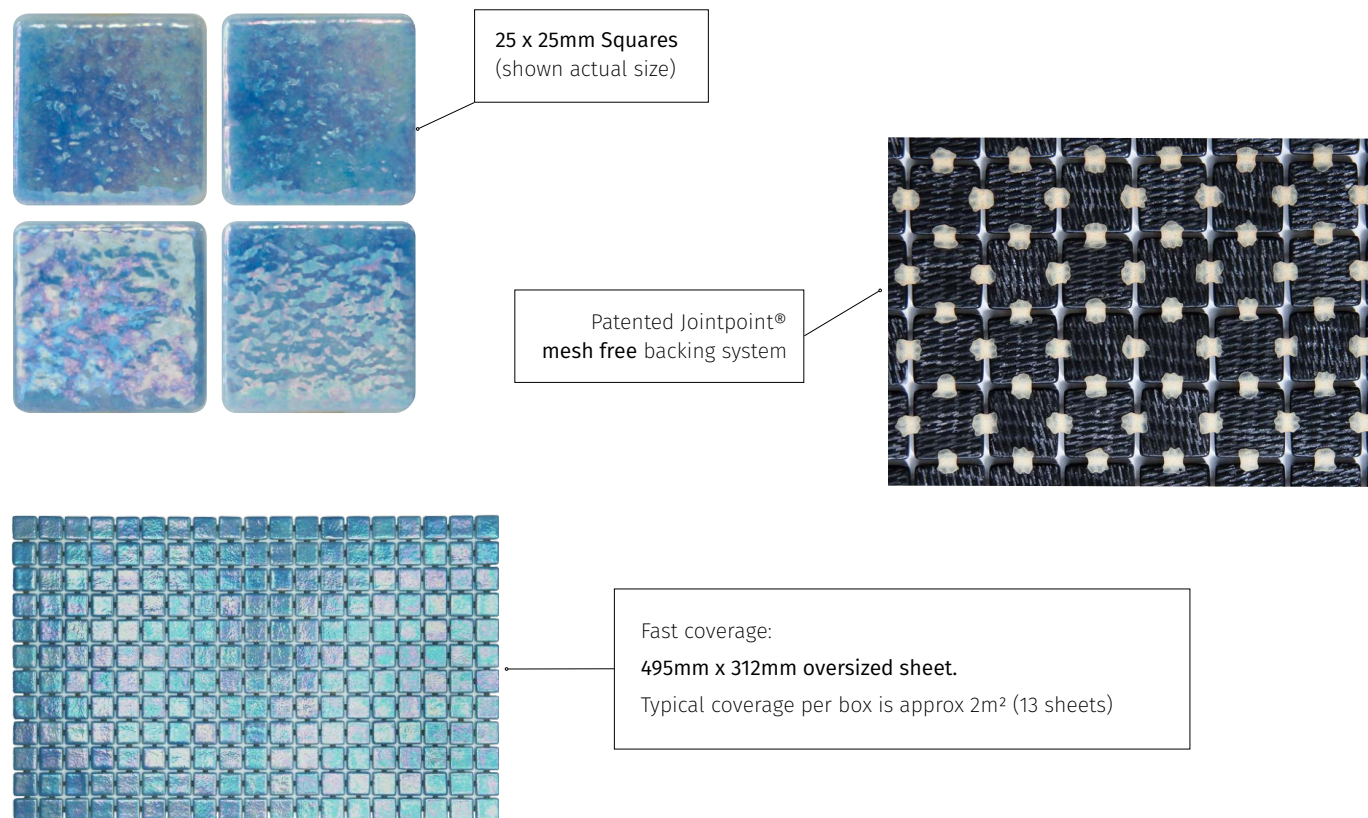 25 x 25mm Squares
(shown actual size)
Patented Jointpoint®
mesh free backing system
Fast coverage:
495mm x 312mm oversized sheet.
Typical coverage per box is approx 2m² (13 sheets)